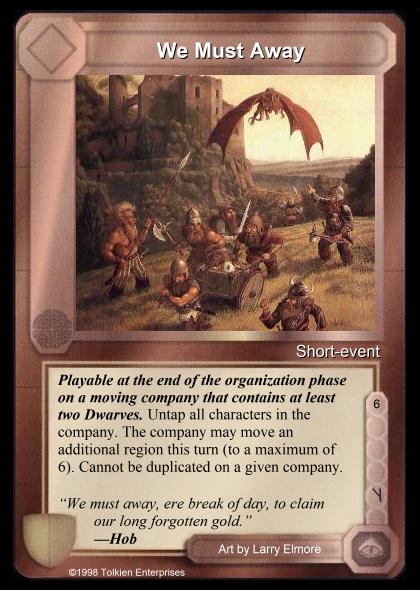 We Must Away
Short-event
Playable at the end of the organization phase
on a moving company that contains at least
two Dwarves. Untap all characters in the
company. The company may move an
additional region this turn (to a maximum of
6). Cannot be duplicated on a given company.
6
“We must away, ere break of day, to claim
our long forgotten gold.”
—Hob
Art by Larry Elmore
©1998 Tolkien Enterprises